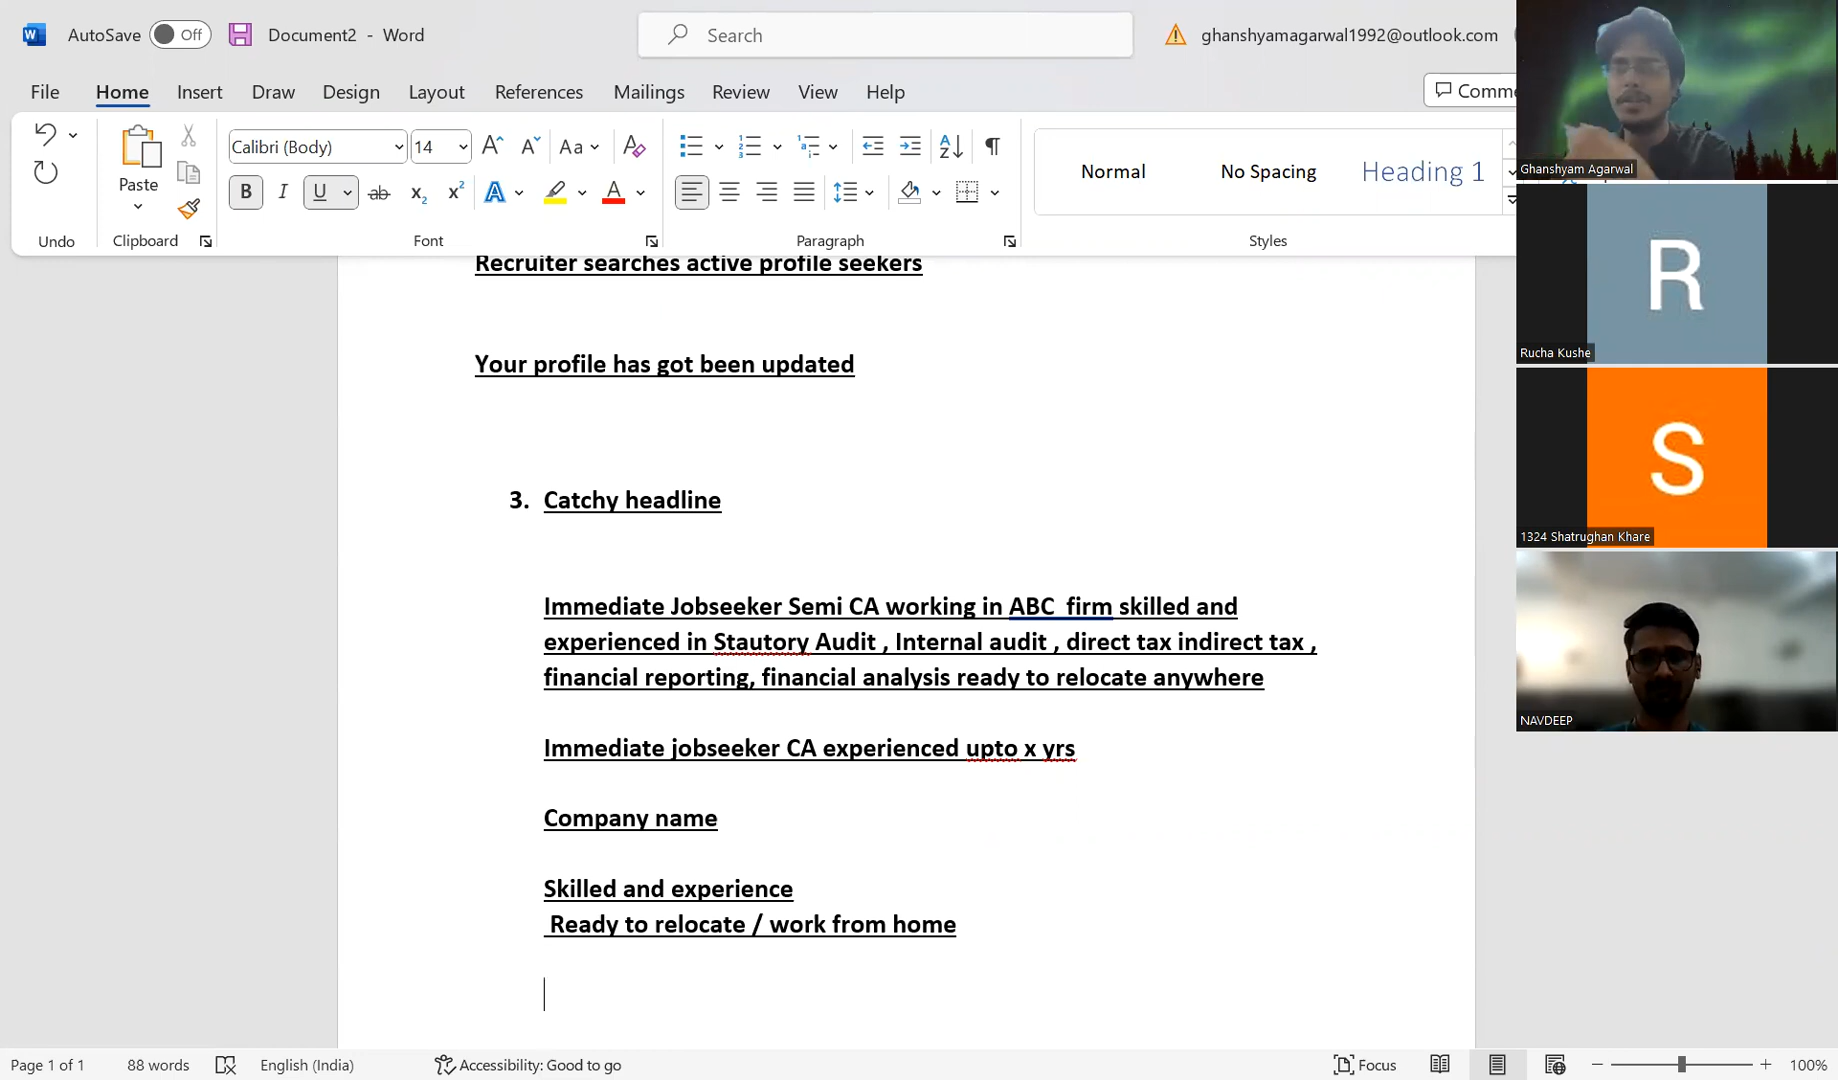 AutoSave Off Document2 - Word
Search
ghanshyamagarwal1992@outlook.com
File Home Insert Draw Design Layout References Mailings Review View Help
Comme
Calibri (Body) 14
Paste
Normal No Spacing Heading 1
Undo Clipboard Font Paragraph Styles
Recruiter searches active profile seekers
Your profile has got been updated
3. Catchy headline
Immediate Jobseeker Semi CA working in ABC firm skilled and
experienced in Stautory Audit , Internal audit , direct tax indirect tax ,
financial reporting, financial analysis ready to relocate anywhere
Immediate jobseeker CA experienced upto x yrs
Company name
Skilled and experience
Ready to relocate / work from home
Page 1 of 1 88 words English (India) Accessibility: Good to go Focus 100%
Ghanshyam Agarwal
R
Rucha Kushe
S
1324 Shatrughan Khare
NAVDEEP